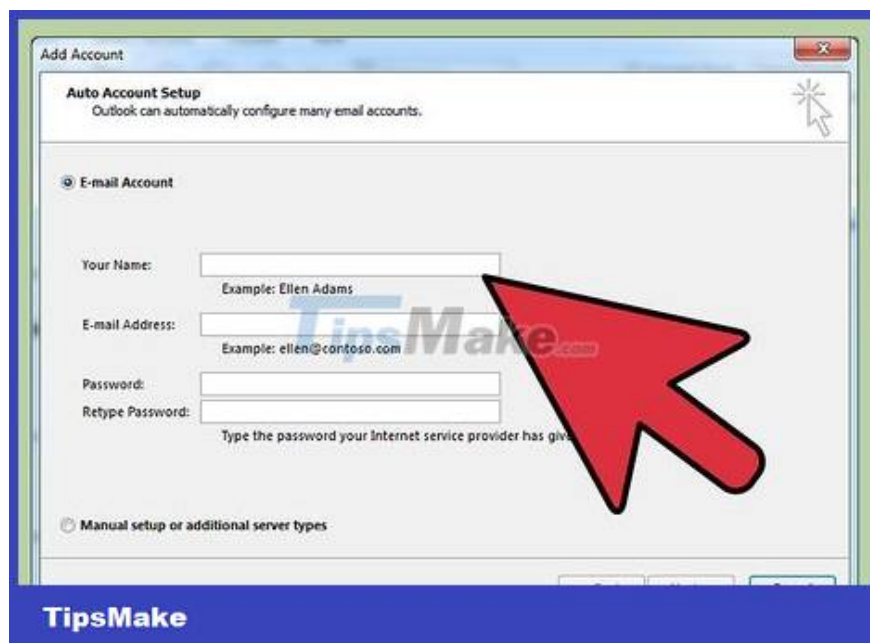 Add Account
Auto Account Setup
Outlook can automatically configure many email accounts.
E-mail Account
Your Name:
Example: Ellen Adams
E-mail Address:
TipsMake.com
Example: ellen@contoso.com
Password:
Retype Password:
Type the password your Internet service provider has
Manual setup or additional server types
TipsMake